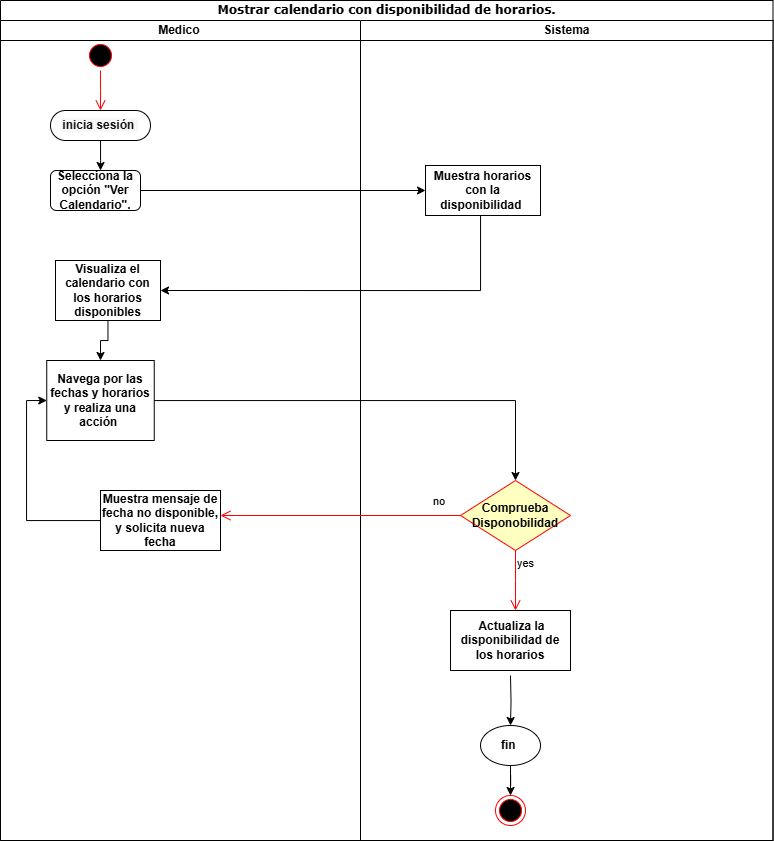 Mostrar calendario con disponibilidad de horarios.
Medico
Sistema
inicia sesión
Selecciona la
opción "Ver
Calendario".
Muestra horarios
con la
disponibilidad
Visualiza el
calendario con
los horarios
disponibles
Navega por las
fechas y horarios
y realiza una
acción
Muestra mensaje de
fecha no disponible,
y solicita nueva
fecha
no
Comprueba
Disponobilidad
yes
Actualiza la
disponibilidad de
los horarios
fin